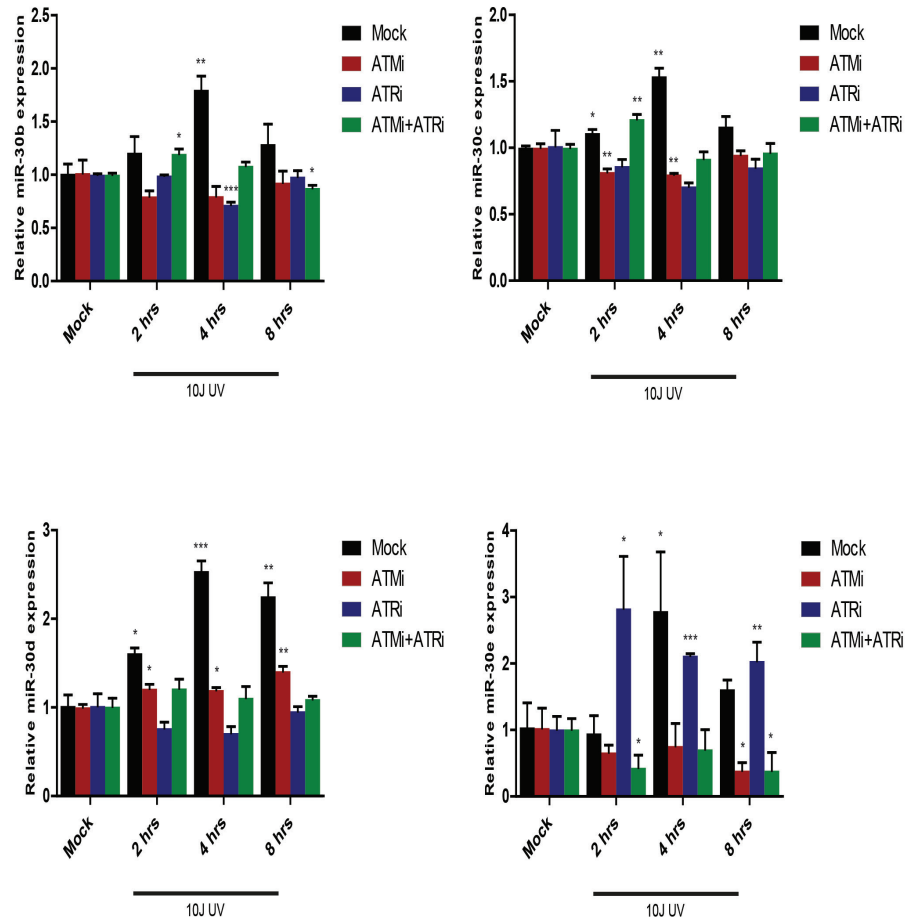 Relative miR-30b expression
2.5
2.0
1.5
1.0
0.5
0.0
**
*
***
*
Mock
2 hrs
4 hrs
8 hrs
10J UV
Mock
ATMi
ATRi
ATMi+ATRi
Relative miR-30c expression
2.0
1.5
1.0
0.5
0.0
*
**
**
**
**
Mock
2 hrs
4 hrs
8 hrs
10J UV
Mock
ATMi
ATRi
ATMi+ATRi
Relative miR-30d expression
3
2
1
0
*
*
***
*
**
**
Mock
2 hrs
4 hrs
8 hrs
10J UV
Mock
ATMi
ATRi
ATMi+ATRi
Relative miR-30e expression
4
3
2
1
0
*
*
*
***
**
*
*
Mock
2 hrs
4 hrs
8 hrs
10J UV
Mock
ATMi
ATRi
ATMi+ATRi